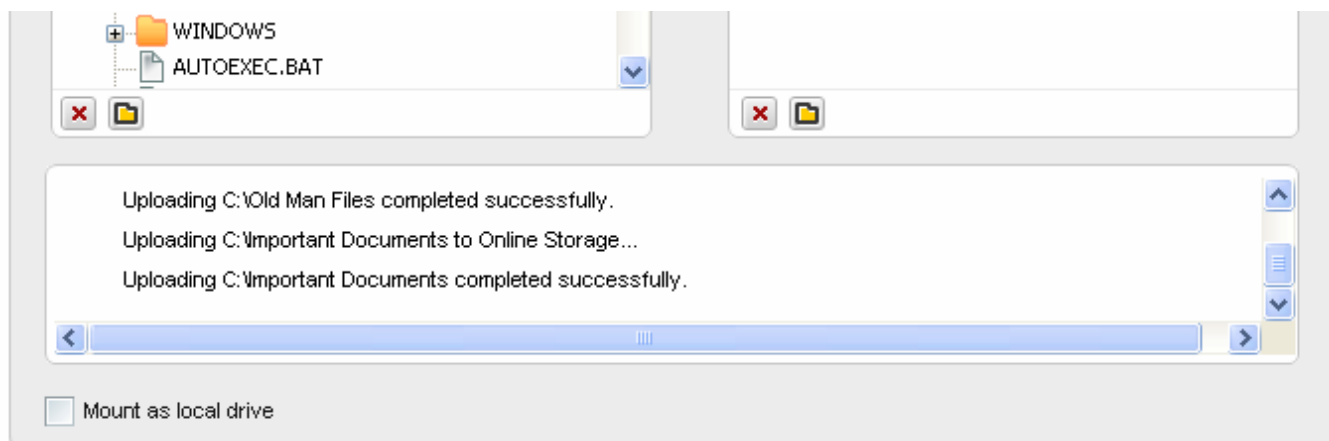 WINDOWS
AUTOEXEC.BAT
Uploading C:\Old Man Files completed successfully.
Uploading C:\Important Documents to Online Storage...
Uploading C:\Important Documents completed successfully.
Mount as local drive